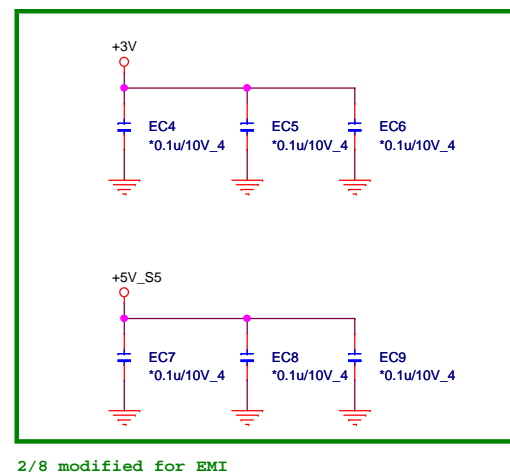 +3V
EC4 EC5 EC6
*0.1u/10V_4 *0.1u/10V_4 *0.1u/10V_4
+5V_S5
EC7 EC8 EC9
*0.1u/10V_4 *0.1u/10V_4 *0.1u/10V_4
2/8 modified for EMI